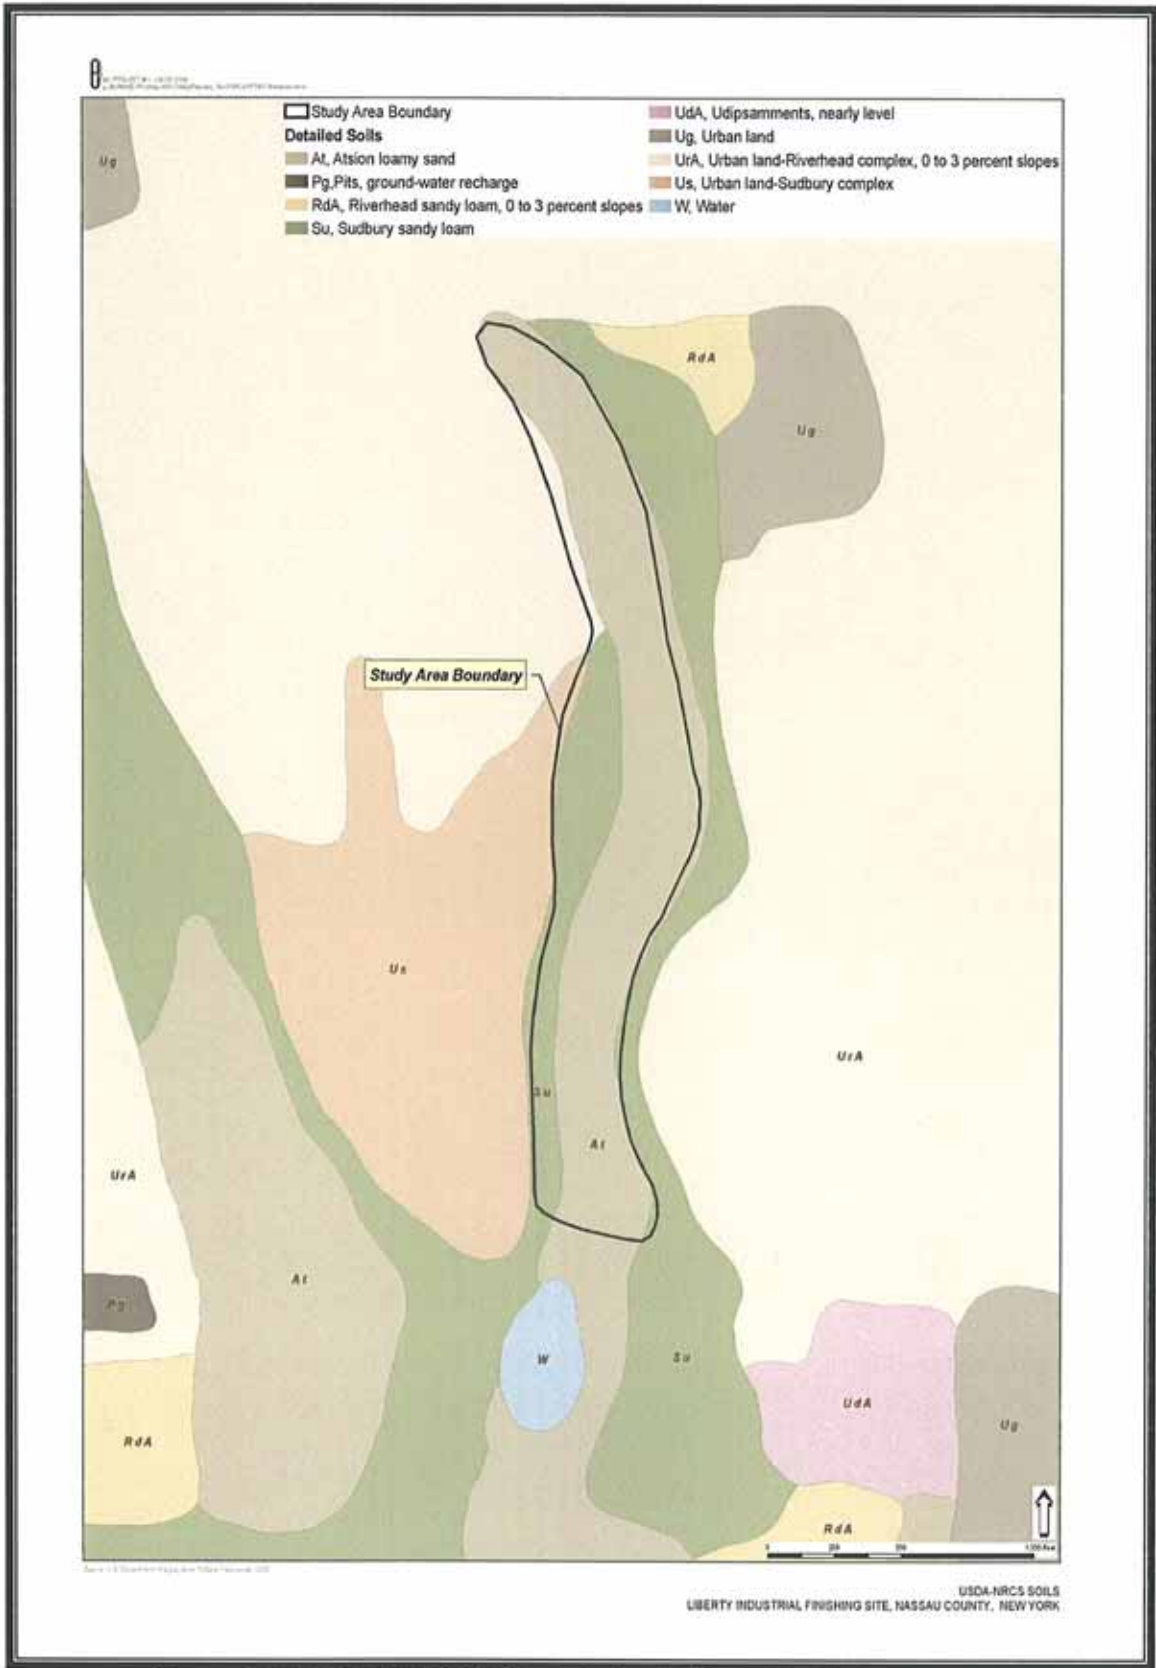 Study Area Boundary
Detailed Soils
At, Atsion loamy sand
Pg,Pits, ground-water recharge
RdA, Riverhead sandy loam, 0 to 3 percent slopes
Su, Sudbury sandy loam
UdA, Udipsamments, nearly level
Ug, Urban land
UrA, Urban land-Riverhead complex, 0 to 3 percent slopes
Us, Urban land-Sudbury complex
W, Water
Ug
RdA
Ug
Study Area Boundary
Us
UrA
Su
At
UrA
At
Pg
W
Su
UdA
Ug
RdA
RdA
0
USDA-NRCS SOILS
LIBERTY INDUSTRIAL FINISHING SITE, NASSAU COUNTY, NEW YORK